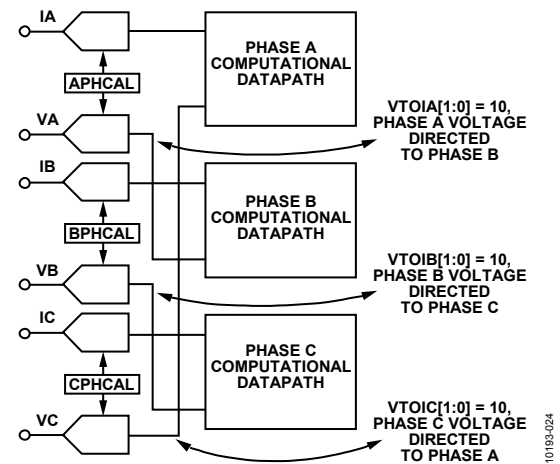 IA
PHASE A
COMPUTATIONAL
DATAPATH
APHCAL
VTOIA[1:0] = 10,
PHASE A VOLTAGE
DIRECTED
TO PHASE B
VA
IB
PHASE B
COMPUTATIONAL
DATAPATH
BPHCAL
VTOIB[1:0] = 10,
PHASE B VOLTAGE
DIRECTED
TO PHASE C
VB
IC
PHASE C
COMPUTATIONAL
DATAPATH
CPHCAL
VTOIC[1:0] = 10,
PHASE C VOLTAGE
DIRECTED
TO PHASE A
VC
10193-024